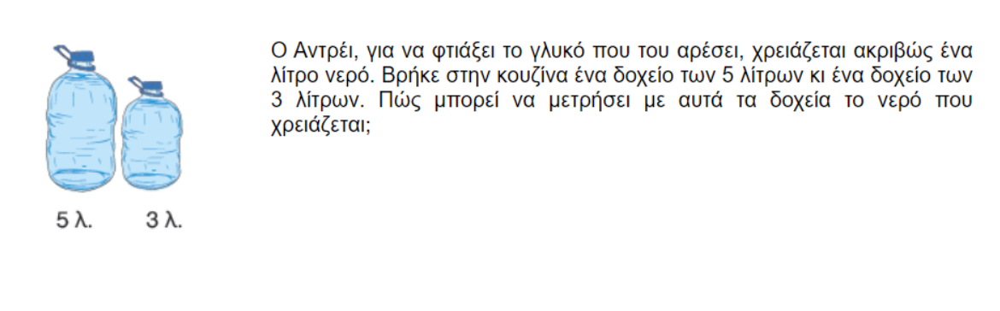 Ο Αντρέι, για να φτιάξει το γλυκό που του αρέσει, χρειάζεται ακριβώς ένα
λίτρο νερό. Βρήκε στην κουζίνα ένα δοχείο των 5 λίτρων κι ένα δοχείο των
3 λίτρων. Πώς μπορεί να μετρήσει με αυτά τα δοχεία το νερό που
χρειάζεται;
5 λ. 3 λ.